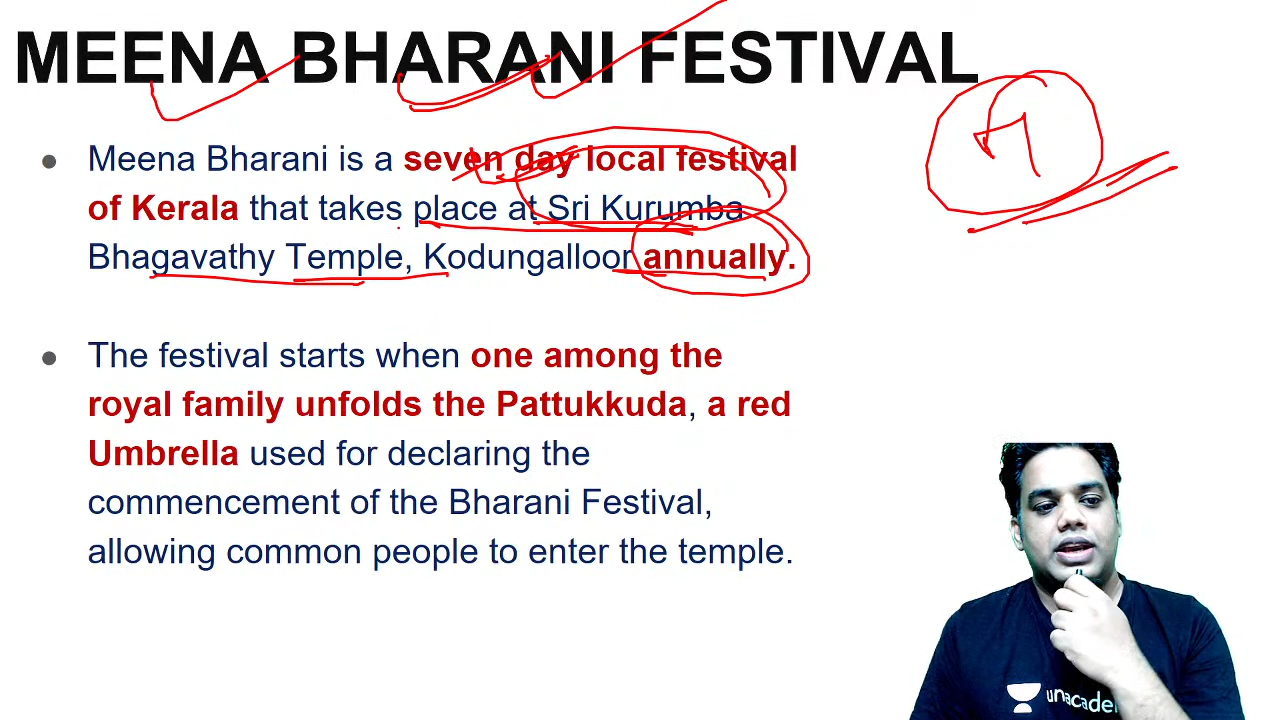 MEENA BHARANI FESTIVAL
7
● Meena Bharani is a seven day local festival
of Kerala that takes place at Sri Kurumba
Bhagavathy Temple, Kodungalloor annually.
● The festival starts when one among the
royal family unfolds the Pattukkuda, a red
Umbrella used for declaring the
commencement of the Bharani Festival,
allowing common people to enter the temple.
unacade